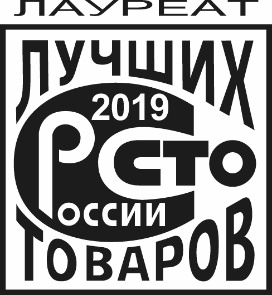 ЛАУРЕАТ
ЛУЧШИХ
2019
СТО
России
ТОВАРОВ